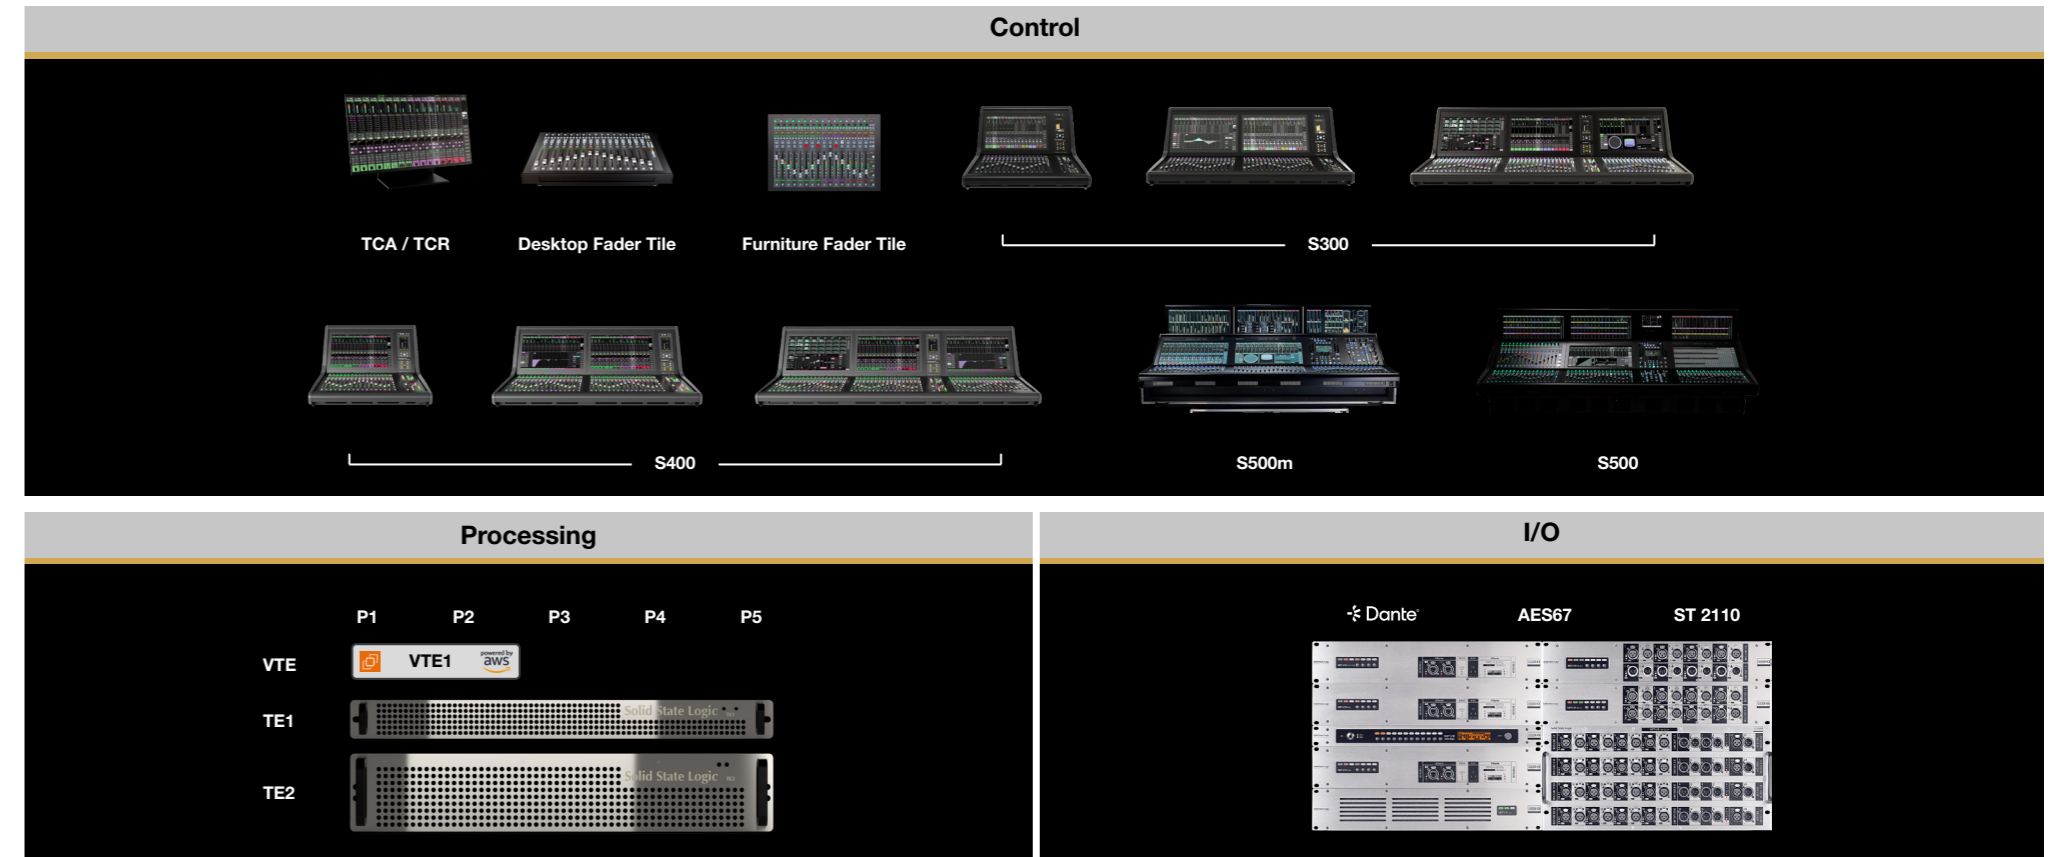 Control
TCA / TCR
Desktop Fader Tile
Furniture Fader Tile
S300
S400
S500m
S500
Processing
P1 P2 P3 P4 P5
VTE
VTE1
powered by
aws
TE1
Solid State Logic
TE2
Solid State Logic
I/O
Dante
AES67
ST 2110